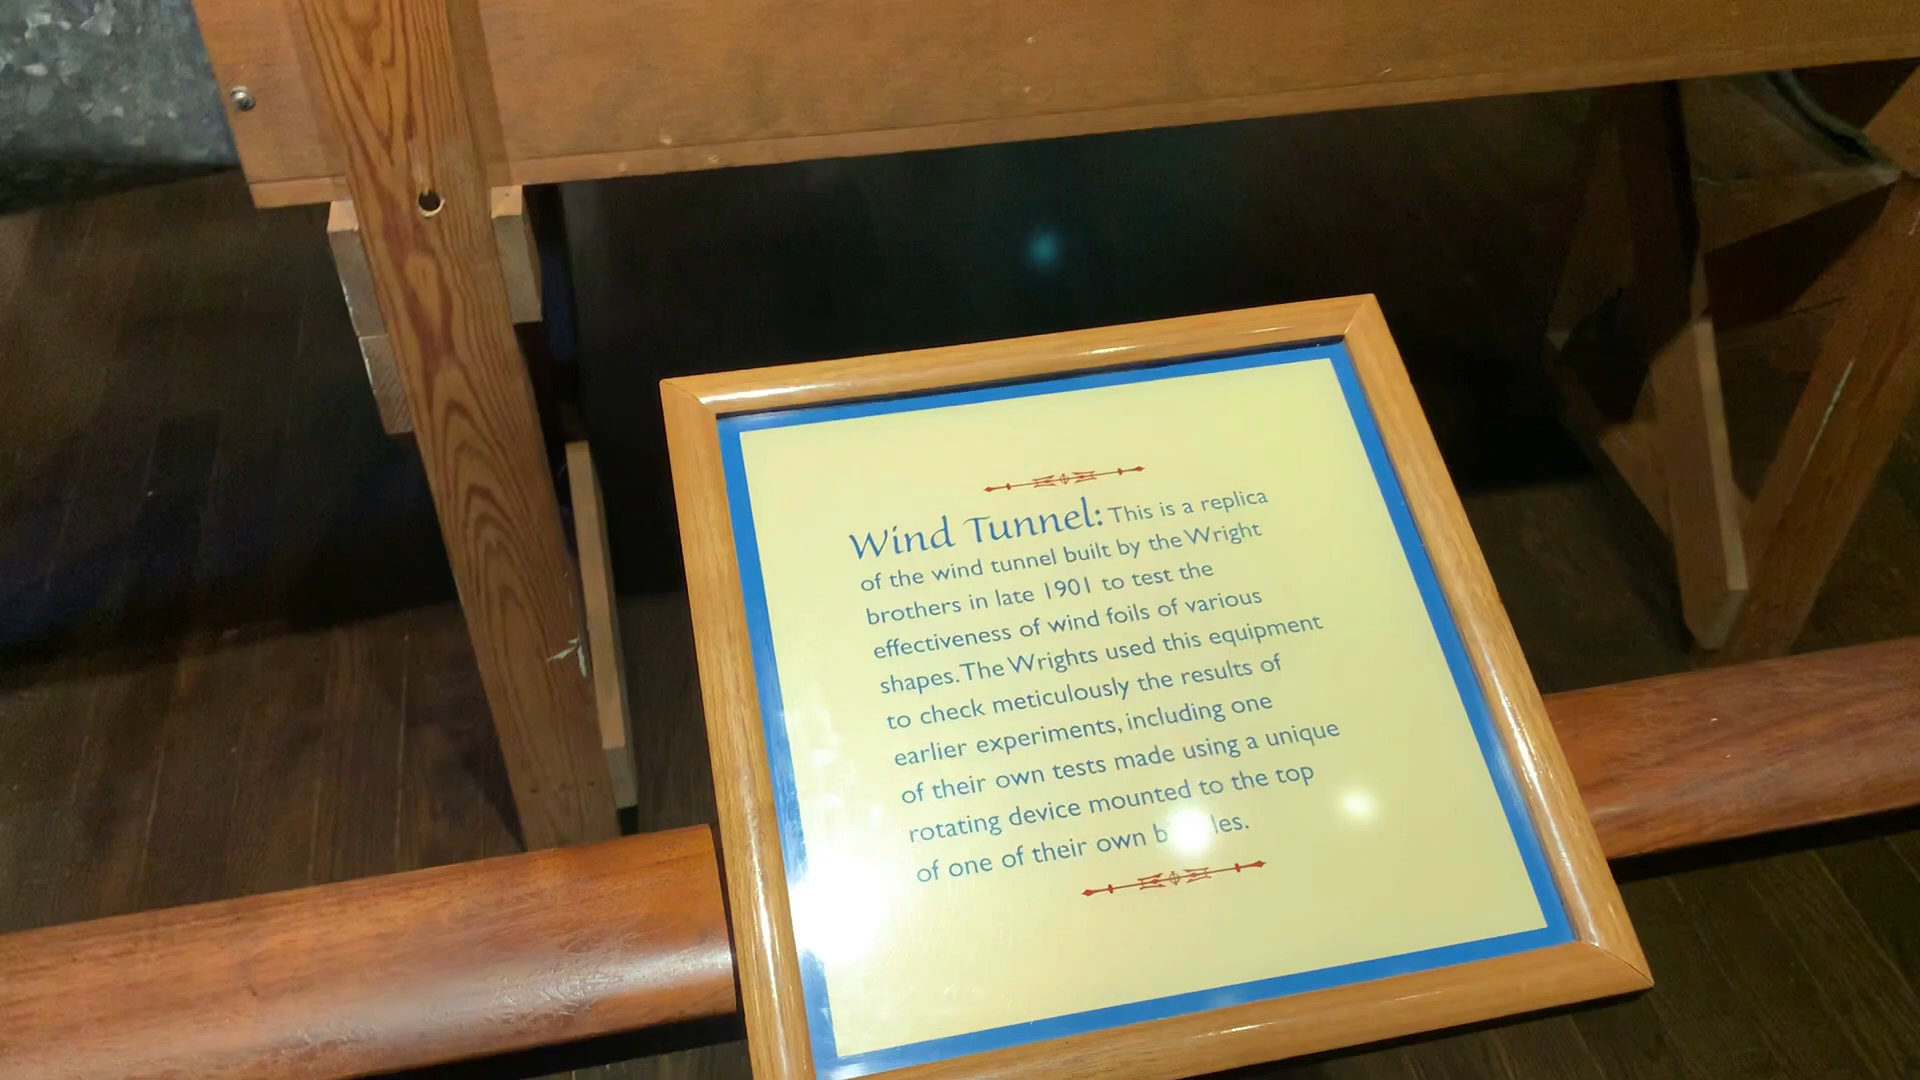 Wind Tunnel: This is a replica
of the wind tunnel built by the Wright
brothers in late 1901 to test the
effectiveness of wind foils of various
shapes. The Wrights used this equipment
to check meticulously the results of
earlier experiments, including one
of their own tests made using a unique
rotating device mounted to the top
of one of their own